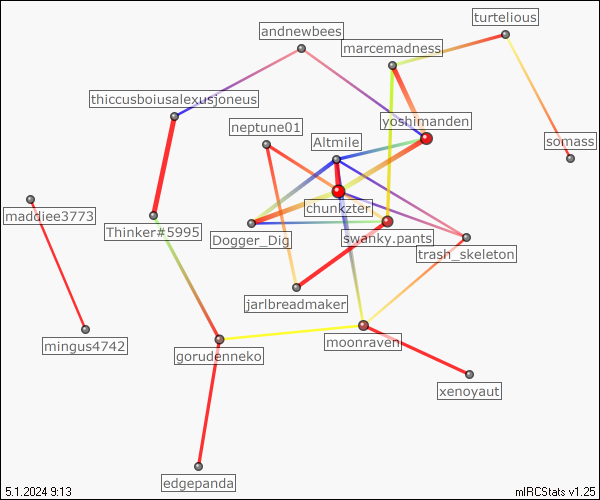 turtelious
andnewbees
marcemadness
thiccusboiusalexusjoneus
yoshimanden
neptune01
Altmile
somass
chunkzter
maddiee3773
Thinker#5995
Dogger_Dig
swanky.pants
trash_skeleton
jarlbreadmaker
mingus4742
gorudenneko
moonraven
xenoyaut
edgepanda
5.1.2024 9:13
mIRCStats v1.25